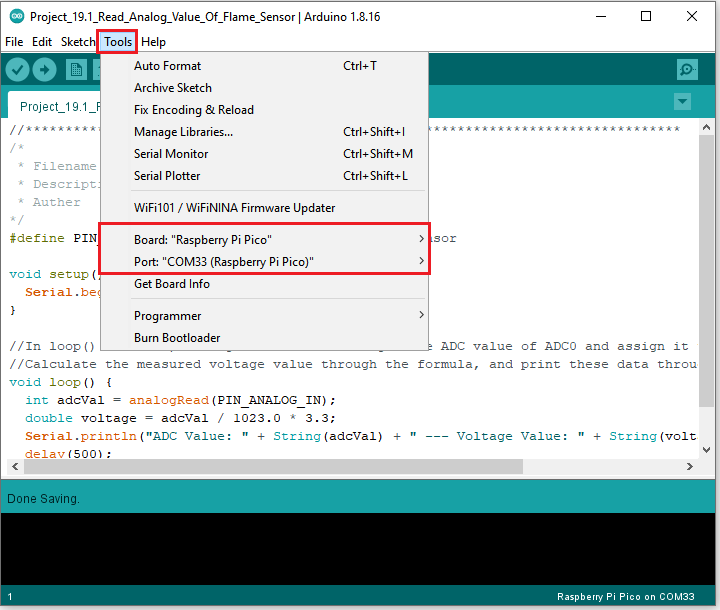 Project_19.1_Read_Analog_Value_Of_Flame_Sensor | Arduino 1.8.16
File Edit Sketch Tools Help
Auto Format Ctrl+T
Archive Sketch
Project_19.1_
Fix Encoding & Reload
Manage Libraries... Ctrl+Shift+I
//********** *********************************
/*
Serial Monitor Ctrl+Shift+M
* Filename
Serial Plotter Ctrl+Shift+L
* Descripti
* Auther
WiFi101 / WiFiNINA Firmware Updater
*/
#define PIN_ sor
Board: "Raspberry Pi Pico"
Port: "COM33 (Raspberry Pi Pico)"
void setup(
Get Board Info
Serial.beg
}
Programmer
Burn Bootloader
//In loop() e ADC value of ADC0 and assign it
//Calculate the measured voltage value through the formula, and print these data throu
void loop() {
int adcVal = analogRead(PIN_ANALOG_IN);
double voltage = adcVal / 1023.0 * 3.3;
Serial.println("ADC Value: " + String(adcVal) + " --- Voltage Value: " + String(volt
delay(500);
Done Saving.
1 Raspberry Pi Pico on COM33